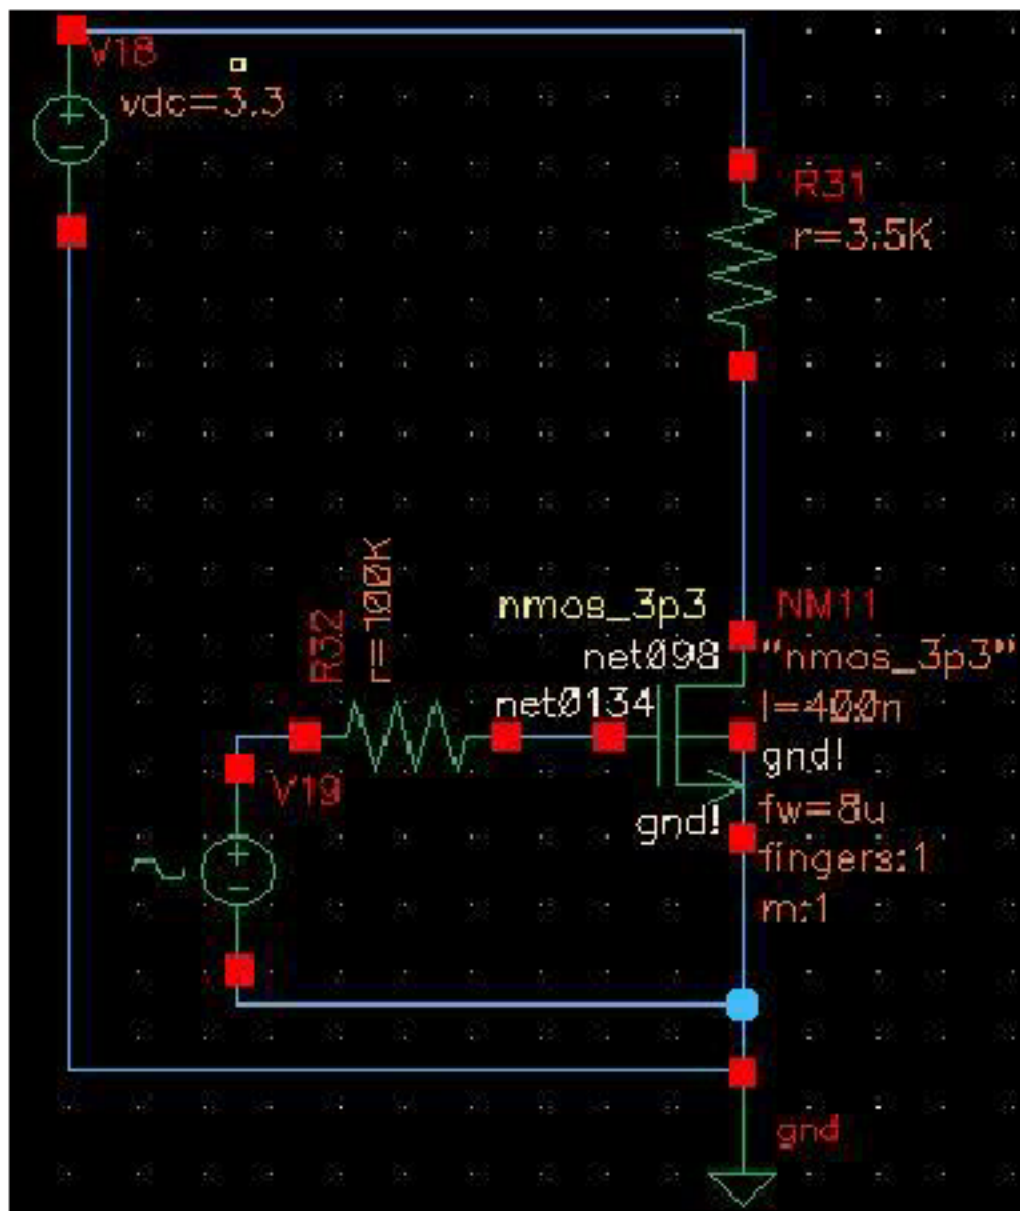 V18
vdc=3.3
R31
r=3.5K
R32
r=100K
nmos_3p3
NM11
net098
"nmos_3p3"
net0134
l=400n
gnd!
V19
gnd!
fw=8u
fingers:1
m:1
gnd